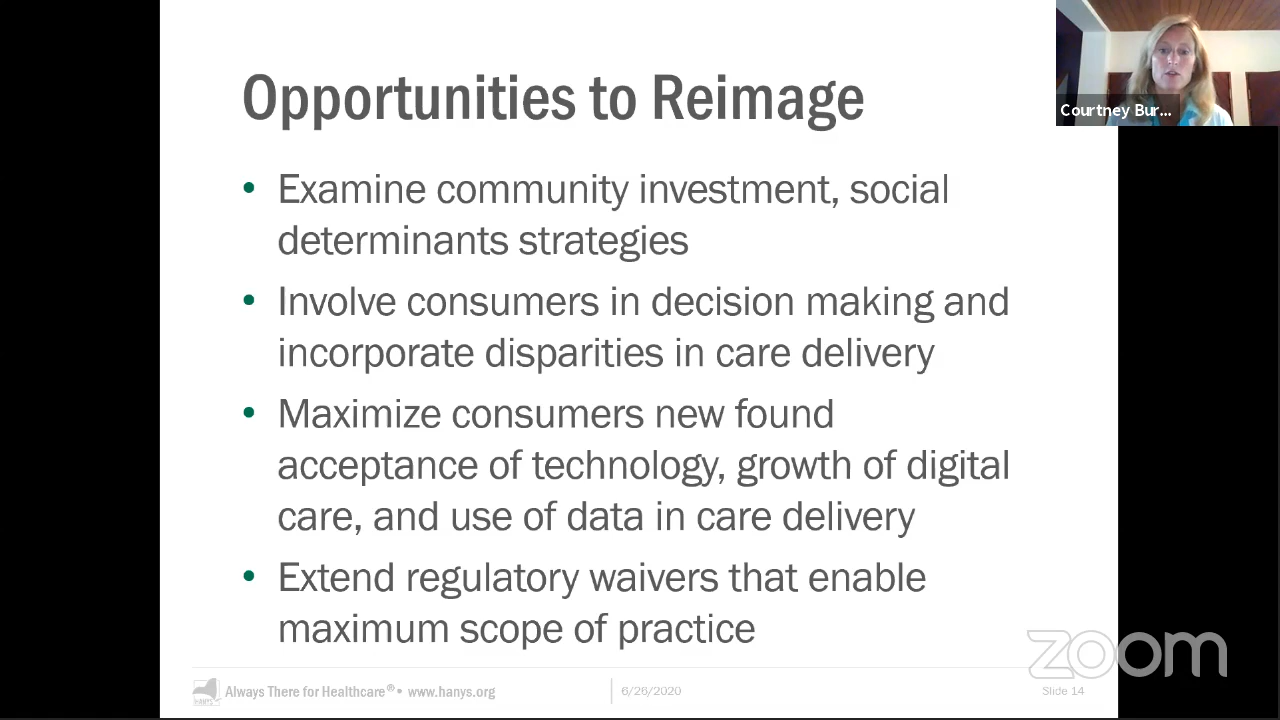 Opportunities to Reimage
Courtney Bur...
• Examine community investment, social
determinants strategies
• Involve consumers in decision making and
incorporate disparities in care delivery
• Maximize consumers new found
acceptance of technology, growth of digital
care, and use of data in care delivery
• Extend regulatory waivers that enable
maximum scope of practice
zoom
HANYS
Always There for Healthcare®• www.hanys.org
6/26/2020
Slide 14